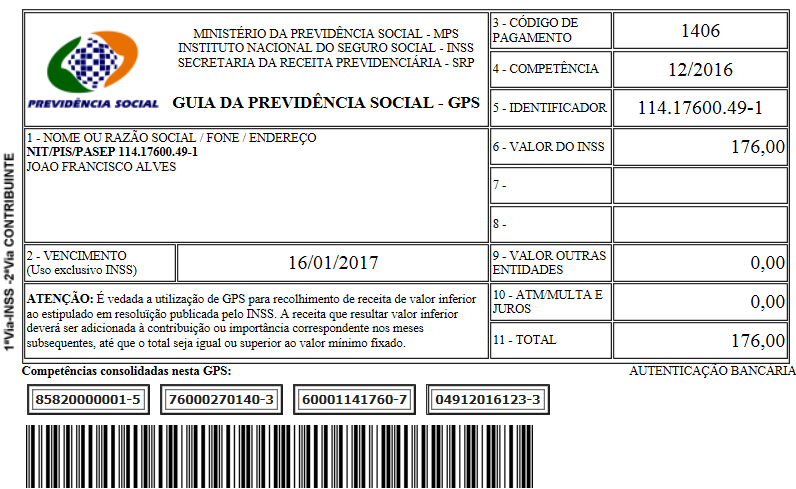 MINISTÉRIO DA PREVIDÊNCIA SOCIAL - MPS
INSTITUTO NACIONAL DO SEGURO SOCIAL - INSS
SECRETARIA DA RECEITA PREVIDENCIÁRIA - SRP
PREVIDÊNCIA SOCIAL
GUIA DA PREVIDÊNCIA SOCIAL - GPS
3 - CÓDIGO DE
PAGAMENTO
1406
4 - COMPETÊNCIA
12/2016
5 - IDENTIFICADOR
114.17600.49-1
1 - NOME OU RAZÃO SOCIAL / FONE / ENDEREÇO
NIT/PIS/PASEP 114.17600.49-1
JOAO FRANCISCO ALVES
6 - VALOR DO INSS
176,00
7 -
8 -
2 - VENCIMENTO
(Uso exclusivo INSS)
16/01/2017
9 - VALOR OUTRAS
ENTIDADES
0,00
ATENÇÃO: É vedada a utilização de GPS para recolhimento de receita de valor inferior
ao estipulado em resoluïção publicada pelo INSS. A receita que resultar valor inferior
deverá ser adicionada à contribuição ou importância correspondente nos meses
subsequentes, até que o total seja igual ou superior ao valor mínimo fixado.
10 - ATM/MULTA E
JUROS
0,00
11 - TOTAL
176,00
1ªVia-INSS -2ªVia CONTRIBUINTE
Competências consolidadas nesta GPS:
AUTENTICAÇÃO BANCÁRIA
85820000001-5 76000270140-3 60001141760-7 04912016123-3